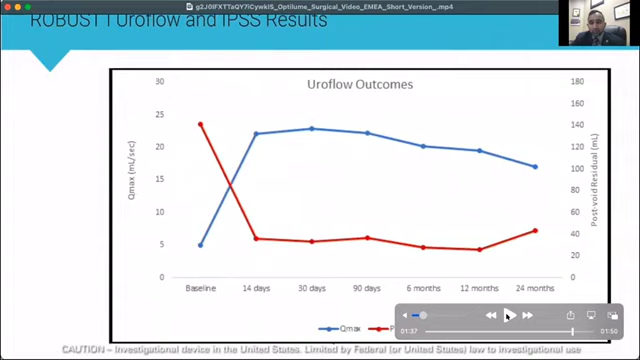 g2J0IFXTTaQY7iCywkIS_Optilume_Surgical_Video_EMEA_Short_Version_.mp4
ROBUST I Uroflow and IPSS Results
Uroflow Outcomes
30
25
20
15
10
5
0
Qmax (mL/sec)
180
160
140
120
100
80
60
40
20
0
Post-void Residual (mL)
Baseline
14 days
30 days
90 days
6 months
12 months
24 months
Qmax
01:37
01:50
CAUTION – Investigational device in the United States. Limited by Federal (or United States) law to investigational use